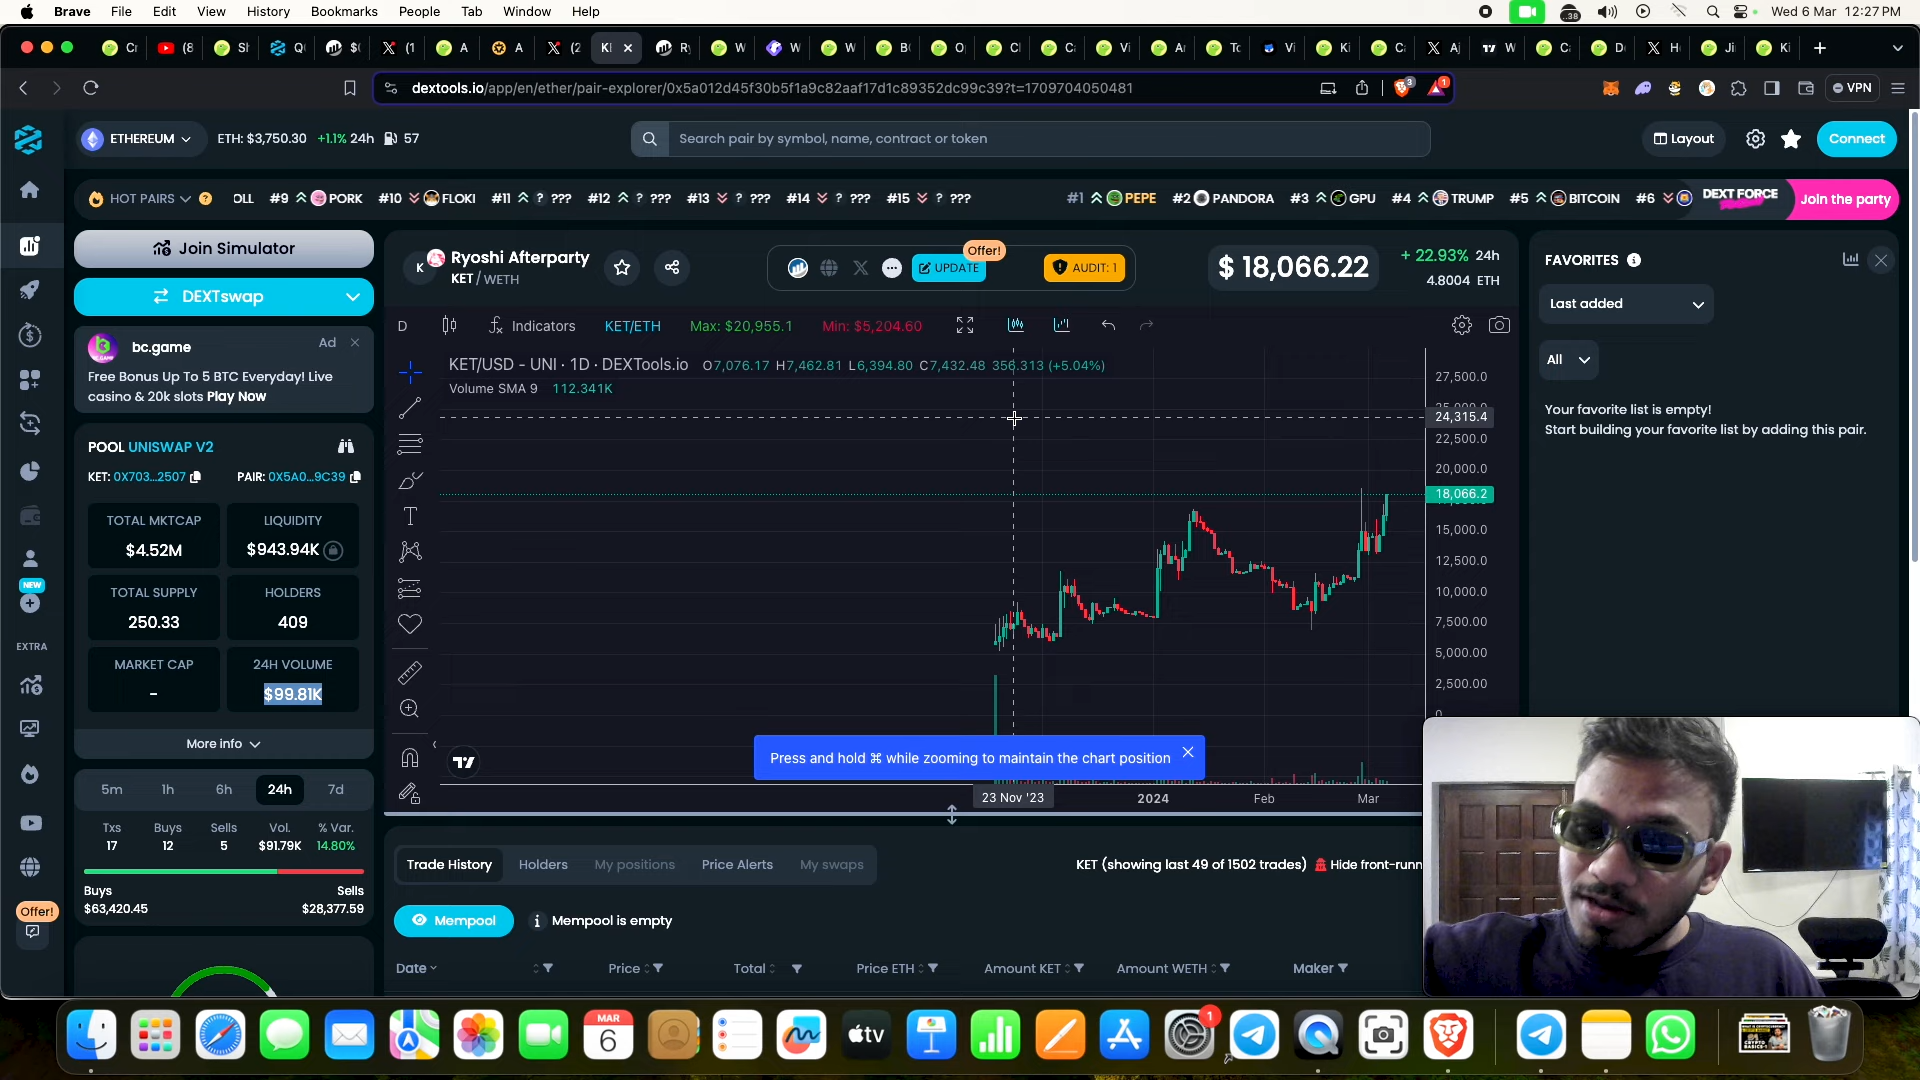 Brave File Edit View History Bookmarks People Tab Window Help
.38
Wed 6 Mar 12:27 PM
dextools.io/app/en/ether/pair-explorer/0x5a012d45f30b5f1a9c82aaf17d1c89352dc99c39?t=1709704050481
3 1 VPN
ETHEREUM ETH: $3,750.30 +1.1% 24h 57
Search pair by symbol, name, contract or token
Layout Connect
HOT PAIRS OLL #9 PORK #10 FLOKI #11 ? ??? #12 ? ??? #13 ? ??? #14 ? ??? #15 ? ??? #1 PEPE #2 PANDORA #3 GPU #4 TRUMP #5 BITCOIN #6
DEXT FORCE Join the party
Join Simulator
DEXTswap
bc.game Ad
Free Bonus Up To 5 BTC Everyday! Live
casino & 20k slots Play Now
K Ryoshi Afterparty
KET / WETH
Offer!
UPDATE AUDIT: 1
$ 18,066.22
+ 22.93% 24h
4.8004 ETH
FAVORITES
Last added
All
Your favorite list is empty!
Start building your favorite list by adding this pair.
D Indicators KET/ETH Max: $20,955.1 Min: $5,204.60
KET/USD - UNI · 1D · DEXTools.io O7,076.17 H7,462.81 L6,394.80 C7,432.48 356.313 (+5.04%)
Volume SMA 9 112.341K
27,500.0
24,315.4
22,500.0
20,000.0
18,066.2
15,000.0
12,500.0
10,000.0
7,500.00
5,000.00
2,500.00
0
POOL UNISWAP V2
KET: 0X703...2507 PAIR: 0X5A0...9C39
TOTAL MKTCAP LIQUIDITY
$4.52M $943.94K
TOTAL SUPPLY HOLDERS
250.33 409
MARKET CAP 24H VOLUME
- $99.81K
More info
NEW
EXTRA
Press and hold ⌘ while zooming to maintain the chart position
23 Nov '23 2024 Feb Mar
5m 1h 6h 24h 7d
Txs Buys Sells Vol. % Var.
17 12 5 $91.79K 14.80%
Buys Sells
$63,420.45 $28,377.59
Offer!
Trade History Holders My positions Price Alerts My swaps
KET (showing last 49 of 1502 trades) Hide front-runn
Mempool Mempool is empty
Date Price Total Price ETH Amount KET Amount WETH Maker
MAR
6
tv
1